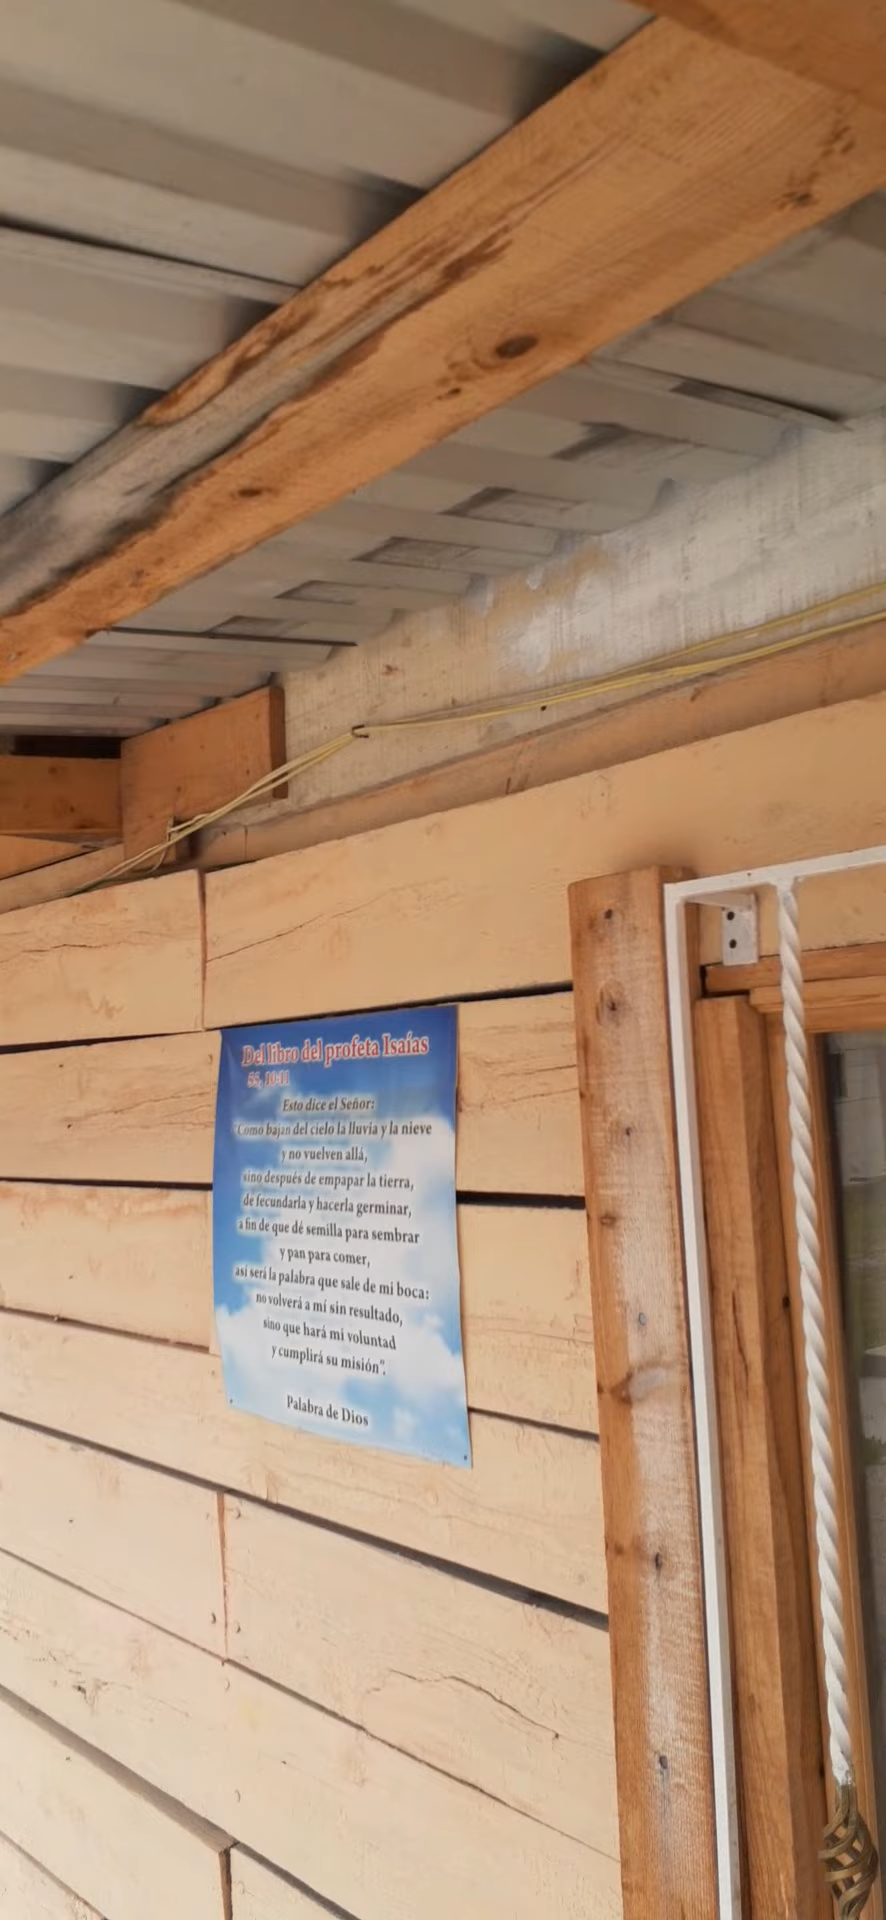 Del libro del profeta Isaías
55, 10-11
Esto dice el Señor:
"Como bajan del cielo la lluvia y la nieve
y no vuelven allá,
sino después de empapar la tierra,
de fecundarla y hacerla germinar,
a fin de que dé semilla para sembrar
y pan para comer,
así será la palabra que sale de mi boca:
no volverá a mí sin resultado,
sino que hará mi voluntad
y cumplirá su misión".
Palabra de Dios